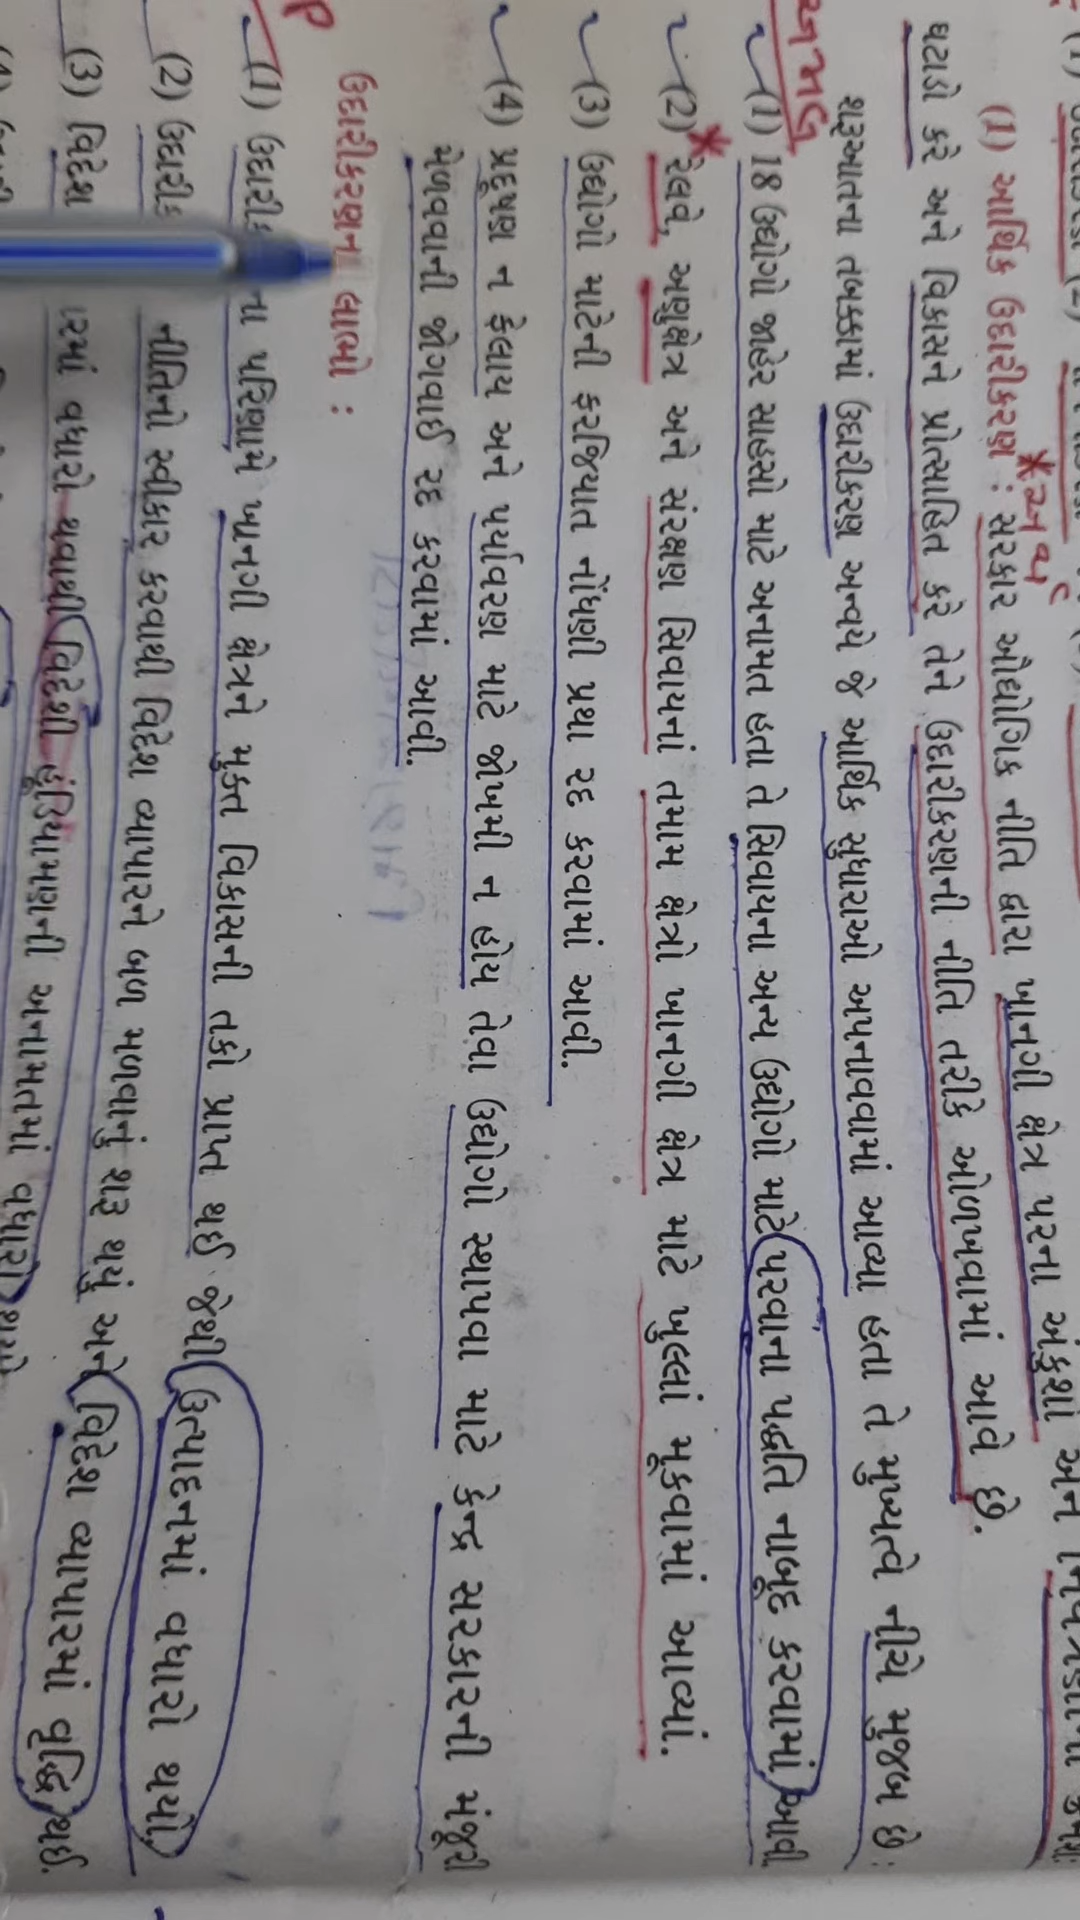 (1) આર્થિક ઉદારીકરણ : સરકાર ઔદ્યોગિક નીતિ દ્વારા ખાનગી ક્ષેત્ર પરના અંકુશો
*અર્થ
ઘટાડો કરે અને વિકાસને પ્રોત્સાહિત કરે તેને ઉદારીકરણની નીતિ તરીકે ઓળખવામાં આવે છે.
શરૂઆતના તબક્કામાં ઉદારીકરણ અન્વયે જે આર્થિક સુધારાઓ અપનાવવામાં આવ્યા હતા તે મુખ્યત્વે નીચે મુજબ છે :
અમલ
(1) 18 ઉદ્યોગો જાહેર સાહસો માટે અનામત હતા તે સિવાયના અન્ય ઉદ્યોગો માટે પરવાના પદ્ધતિ નાબુદ કરવામાં આવી
(2) *રેલવે, અણુક્ષેત્ર અને સંરક્ષણ સિવાયનાં તમામ ક્ષેત્રો ખાનગી ક્ષેત્ર માટે ખુલ્લાં મૂકવામાં આવ્યાં.
(3) ઉદ્યોગો માટેની ફરજિયાત નોંધણી પ્રથા રદ કરવામાં આવી.
(4) પ્રદુષણ ન ફેલાય અને પર્યાવરણ માટે જોખમી ન હોય તેવા ઉદ્યોગો સ્થાપવા માટે કેન્દ્ર સરકારની મંજૂરી
મેળવવાની જોગવાઈ રદ કરવામાં આવી.
ઉદારીકરણના લાભો :
(1) પરિણામે ખાનગી ક્ષેત્રને મુક્ત વિકાસની તકો પ્રાપ્ત થઈ જેથી ઉત્પાદનમાં વધારો થયો
(2) નીતિનો સ્વીકાર કરવાથી વિદેશ વ્યાપારને બળ મળવાનું શરૂ થયું અને વિદેશ વ્યાપારમાં વૃદ્ધિ થઈ.
(3) વિદેશ વધારો થવાથી વિદેશી હૂંડિયામણની અનામતમાં વધારો થયો